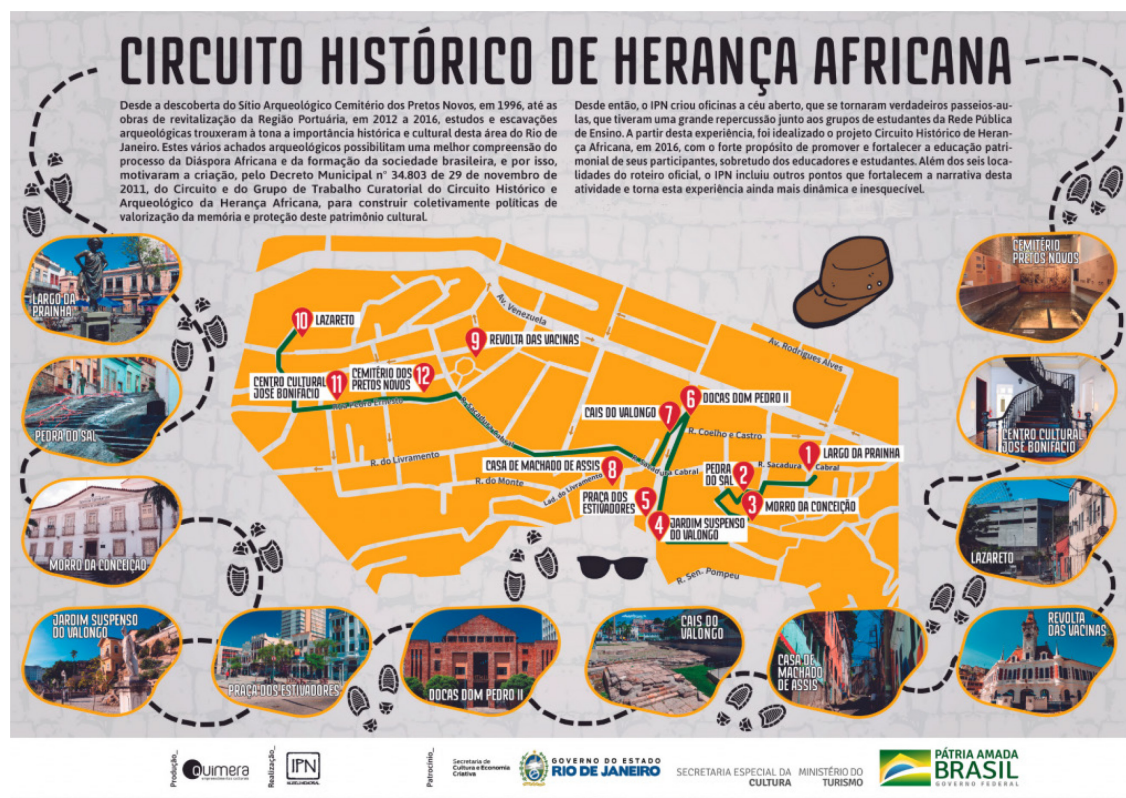 CIRCUITO HISTÓRICO DE HERANÇA AFRICANA
Desde a descoberta do Sítio Arqueológico Cemitério dos Pretos Novos, em 1996, até as
obras de revitalização da Região Portuária, em 2012 a 2016, estudos e escavações
arqueológicas trouxeram à tona a importância histórica e cultural desta área do Rio de
Janeiro. Estes vários achados arqueológicos possibilitam uma melhor compreensão do
processo da Diáspora Africana e da formação da sociedade brasileira, e por isso,
motivaram a criação, pelo Decreto Municipal n° 34.803 de 29 de novembro de
2011, do Circuito e do Grupo de Trabalho Curatorial do Circuito Histórico e
Arqueológico da Herança Africana, para construir coletivamente políticas de
valorização da memória e proteção deste patrimônio cultural.
Desde então, o IPN criou oficinas a céu aberto, que se tornaram verdadeiros passeios-au-
las, que tiveram uma grande repercussão junto aos grupos de estudantes da Rede Pública
de Ensino. A partir desta experiência, foi idealizado o projeto Circuito Histórico de Heran-
ça Africana, em 2016, com o forte propósito de promover e fortalecer a educação patri-
monial de seus participantes, sobretudo dos educadores e estudantes. Além dos seis loca-
lidades do roteiro oficial, o IPN incluiu outros pontos que fortalecem a narrativa desta
atividade e torna esta experiência ainda mais dinâmica e inesquecível.
LARGO DA
PRAINHA
PEDRA DO SAL
MORRO DA CONCEIÇÃO
JARDIM SUSPENSO
DO VALONGO
PRAÇA DOS ESTIVADORES
DOCAS DOM PEDRO II
CAIS DO
VALONGO
CASA DE
MACHADO
DE ASSIS
REVOLTA
DAS VACINAS
LAZARETO
CENTRO CULTURAL
JOSÉ BONIFÁCIO
CEMITÉRIO
PRETOS NOVOS
10 LAZARETO
Av. Venezuela
9 REVOLTA DAS VACINAS
Av. Rodrigues Alves
CENTRO CULTURAL
JOSÉ BONIFÁCIO
11
CEMITÉRIO DOS
PRETOS NOVOS
12
Rua Pedro Ernesto
R. Sacadura Cabral
6 DOCAS DOM PEDRO II
CAIS DO VALONGO 7
R. Coelho e Castro
R. do Livramento
1 LARGO DA PRAINHA
R. Sacadura Cabral
CASA DE MACHADO DE ASSIS
8
R. Sacadura Cabral
PEDRA
DO SAL
2
R. do Monte
Lad. do Livramento
PRAÇA DOS
ESTIVADORES
5
3 MORRO DA CONCEIÇÃO
4 JARDIM SUSPENSO
DO VALONGO
R. Sen. Pompeu
Produção_
Quimera
empreendimentos culturais
Realização_
IPN
Patrocínio_
Secretaria de
Cultura e Economia
Criativa
GOVERNO DO ESTADO
RIO DE JANEIRO
SECRETARIA ESPECIAL DA
CULTURA
MINISTÉRIO DO
TURISMO
PÁTRIA AMADA
BRASIL
GOVERNO FEDERAL